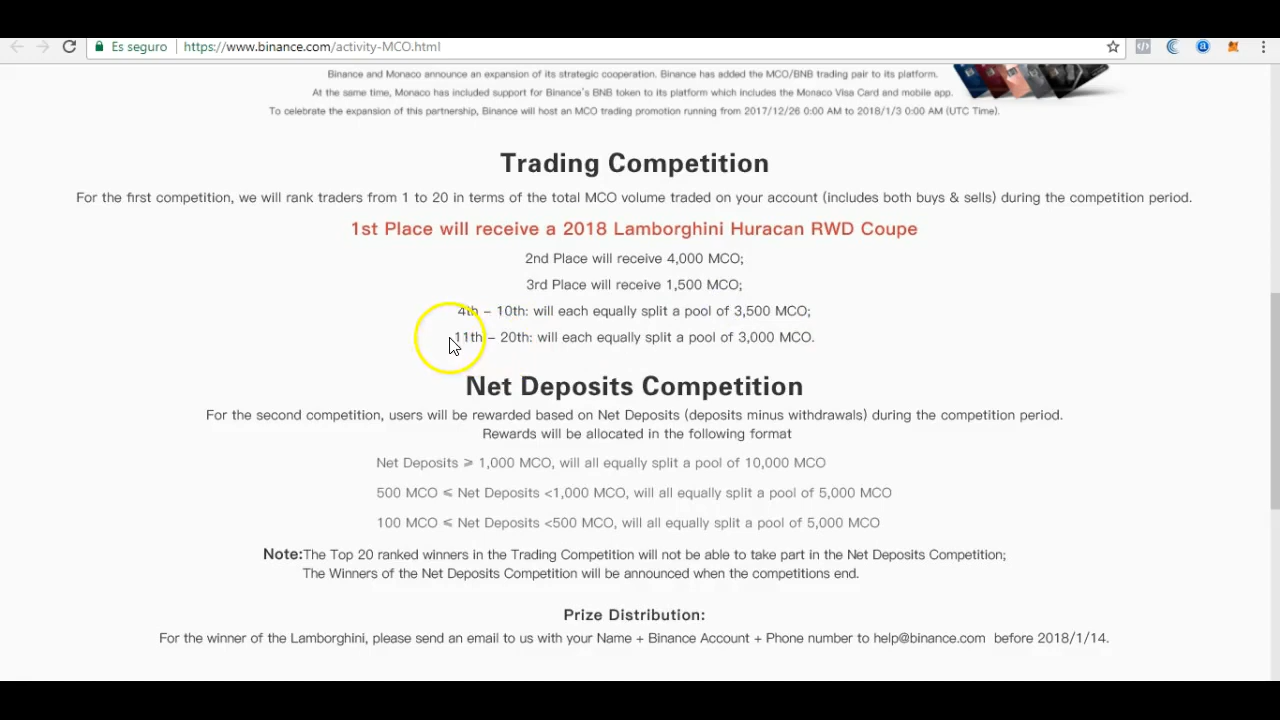 Es seguro
https://www.binance.com/activity-MCO.html
Binance and Monaco announce an expansion of its strategic cooperation. Binance has added the MCO/BNB trading pair to its platform.
At the same time, Monaco has included support for Binance's BNB token to its platform which includes the Monaco Visa Card and mobile app.
To celebrate the expansion of this partnership, Binance will host an MCO trading promotion running from 2017/12/26 0:00 AM to 2018/1/3 0:00 AM (UTC Time).
Trading Competition
For the first competition, we will rank traders from 1 to 20 in terms of the total MCO volume traded on your account (includes both buys & sells) during the competition period.
1st Place will receive a 2018 Lamborghini Huracan RWD Coupe
2nd Place will receive 4,000 MCO;
3rd Place will receive 1,500 MCO;
4th – 10th: will each equally split a pool of 3,500 MCO;
11th – 20th: will each equally split a pool of 3,000 MCO.
Net Deposits Competition
For the second competition, users will be rewarded based on Net Deposits (deposits minus withdrawals) during the competition period.
Rewards will be allocated in the following format
Net Deposits ⩾ 1,000 MCO, will all equally split a pool of 10,000 MCO
500 MCO ⩽ Net Deposits <1,000 MCO, will all equally split a pool of 5,000 MCO
100 MCO ⩽ Net Deposits <500 MCO, will all equally split a pool of 5,000 MCO
Note:The Top 20 ranked winners in the Trading Competition will not be able to take part in the Net Deposits Competition;
The Winners of the Net Deposits Competition will be announced when the competitions end.
Prize Distribution:
For the winner of the Lamborghini, please send an email to us with your Name + Binance Account + Phone number to help@binance.com before 2018/1/14.